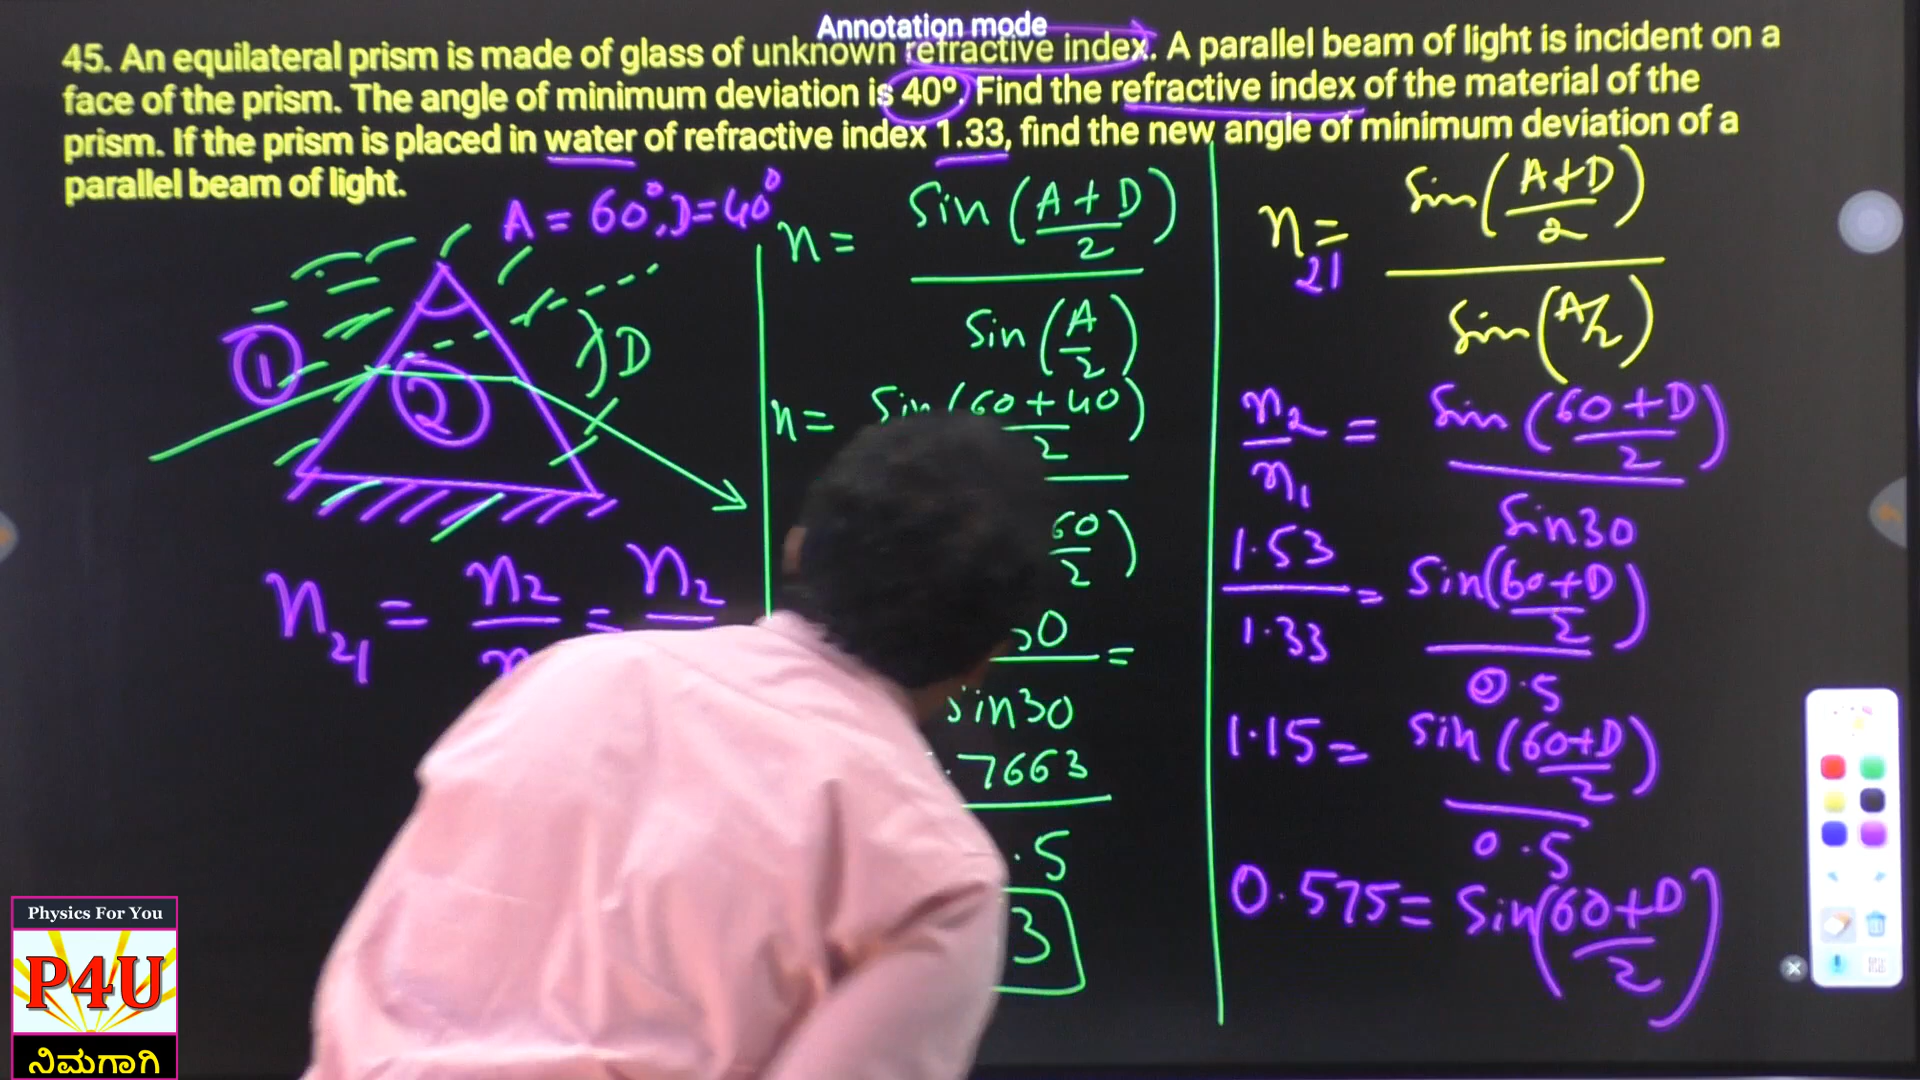 Annotation mode
45. An equilateral prism is made of glass of unknown refractive index. A parallel beam of light is incident on a
face of the prism. The angle of minimum deviation is 40º. Find the refractive index of the material of the
prism. If the prism is placed in water of refractive index 1.33, find the new angle of minimum deviation of a
parallel beam of light.
A = 60°, D = 40°
1
2
D
n21 = n2 = n2
n = Sin (A + D / 2)
Sin (A / 2)
n = Sin (60 + 40 / 2)
60 / 2 )
50 =
Sin30
.7663
.5
3
n21 = Sin (A + D / 2)
Sin (A/2)
n2 / n1 = Sin (60 + D / 2)
Sin30
1.53 / 1.33 = Sin (60 + D / 2)
0.5
1.15 = Sin (60 + D / 2)
0.5
0.575 = Sin (60 + D / 2)
Physics For You
P4U
ನಿಮಗಾಗಿ